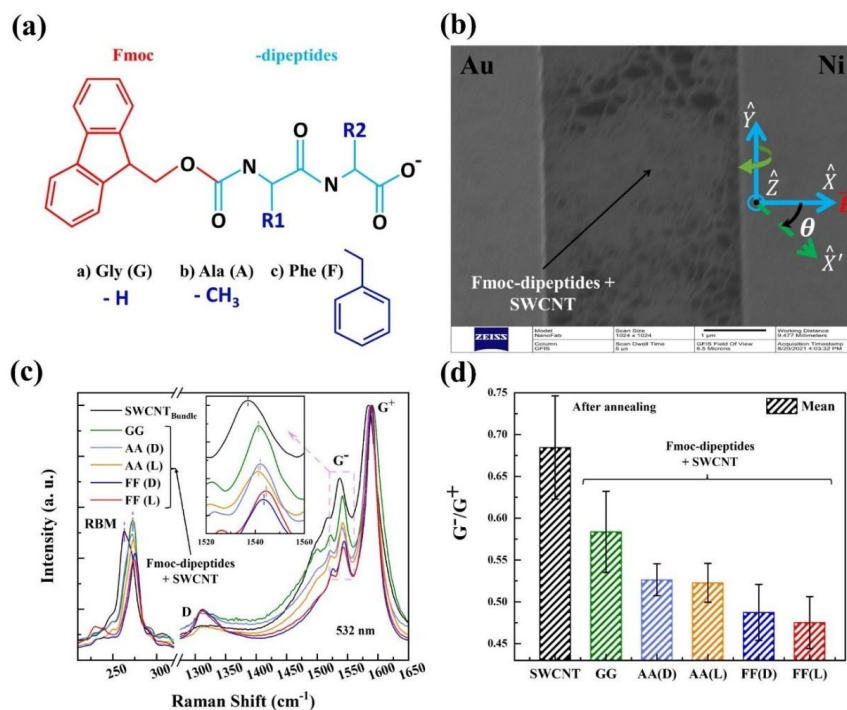 (a)
Fmoc
-dipeptides
O
R2
O
N
O⁻
N
O
R1
O
a) Gly (G)
b) Ala (A)
c) Phe (F)
- H
- CH₃
(b)
Au
Ni
Ŷ
Ẑ
X̂
θ
X̂′
Fmoc-dipeptides +
SWCNT
ZEISS
Model
NanoFab
Column
GFIS
Scan Size
1024 x 1024
Scan Dwell Time
1 µm
GFIS Field Of View
6.5 Microns
Working Distance
9.477 Millimeters
Acquisition Timestamp
8/20/2021 4:03:32 PM
(c)
Intensity (a. u.)
SWCNT_Bundle
GG
AA (D)
AA (L)
FF (D)
FF (L)
RBM
Fmoc-dipeptides
+ SWCNT
D
G⁻
G⁺
1520
1540
1560
532 nm
250
300
1300
1350
1400
1450
1500
1550
1600
1650
Raman Shift (cm⁻¹)
(d)
G⁻/G⁺
0.75
0.70
0.65
0.60
0.55
0.50
0.45
After annealing
Mean
Fmoc-dipeptides
+ SWCNT
SWCNT
GG
AA(D)
AA(L)
FF(D)
FF(L)